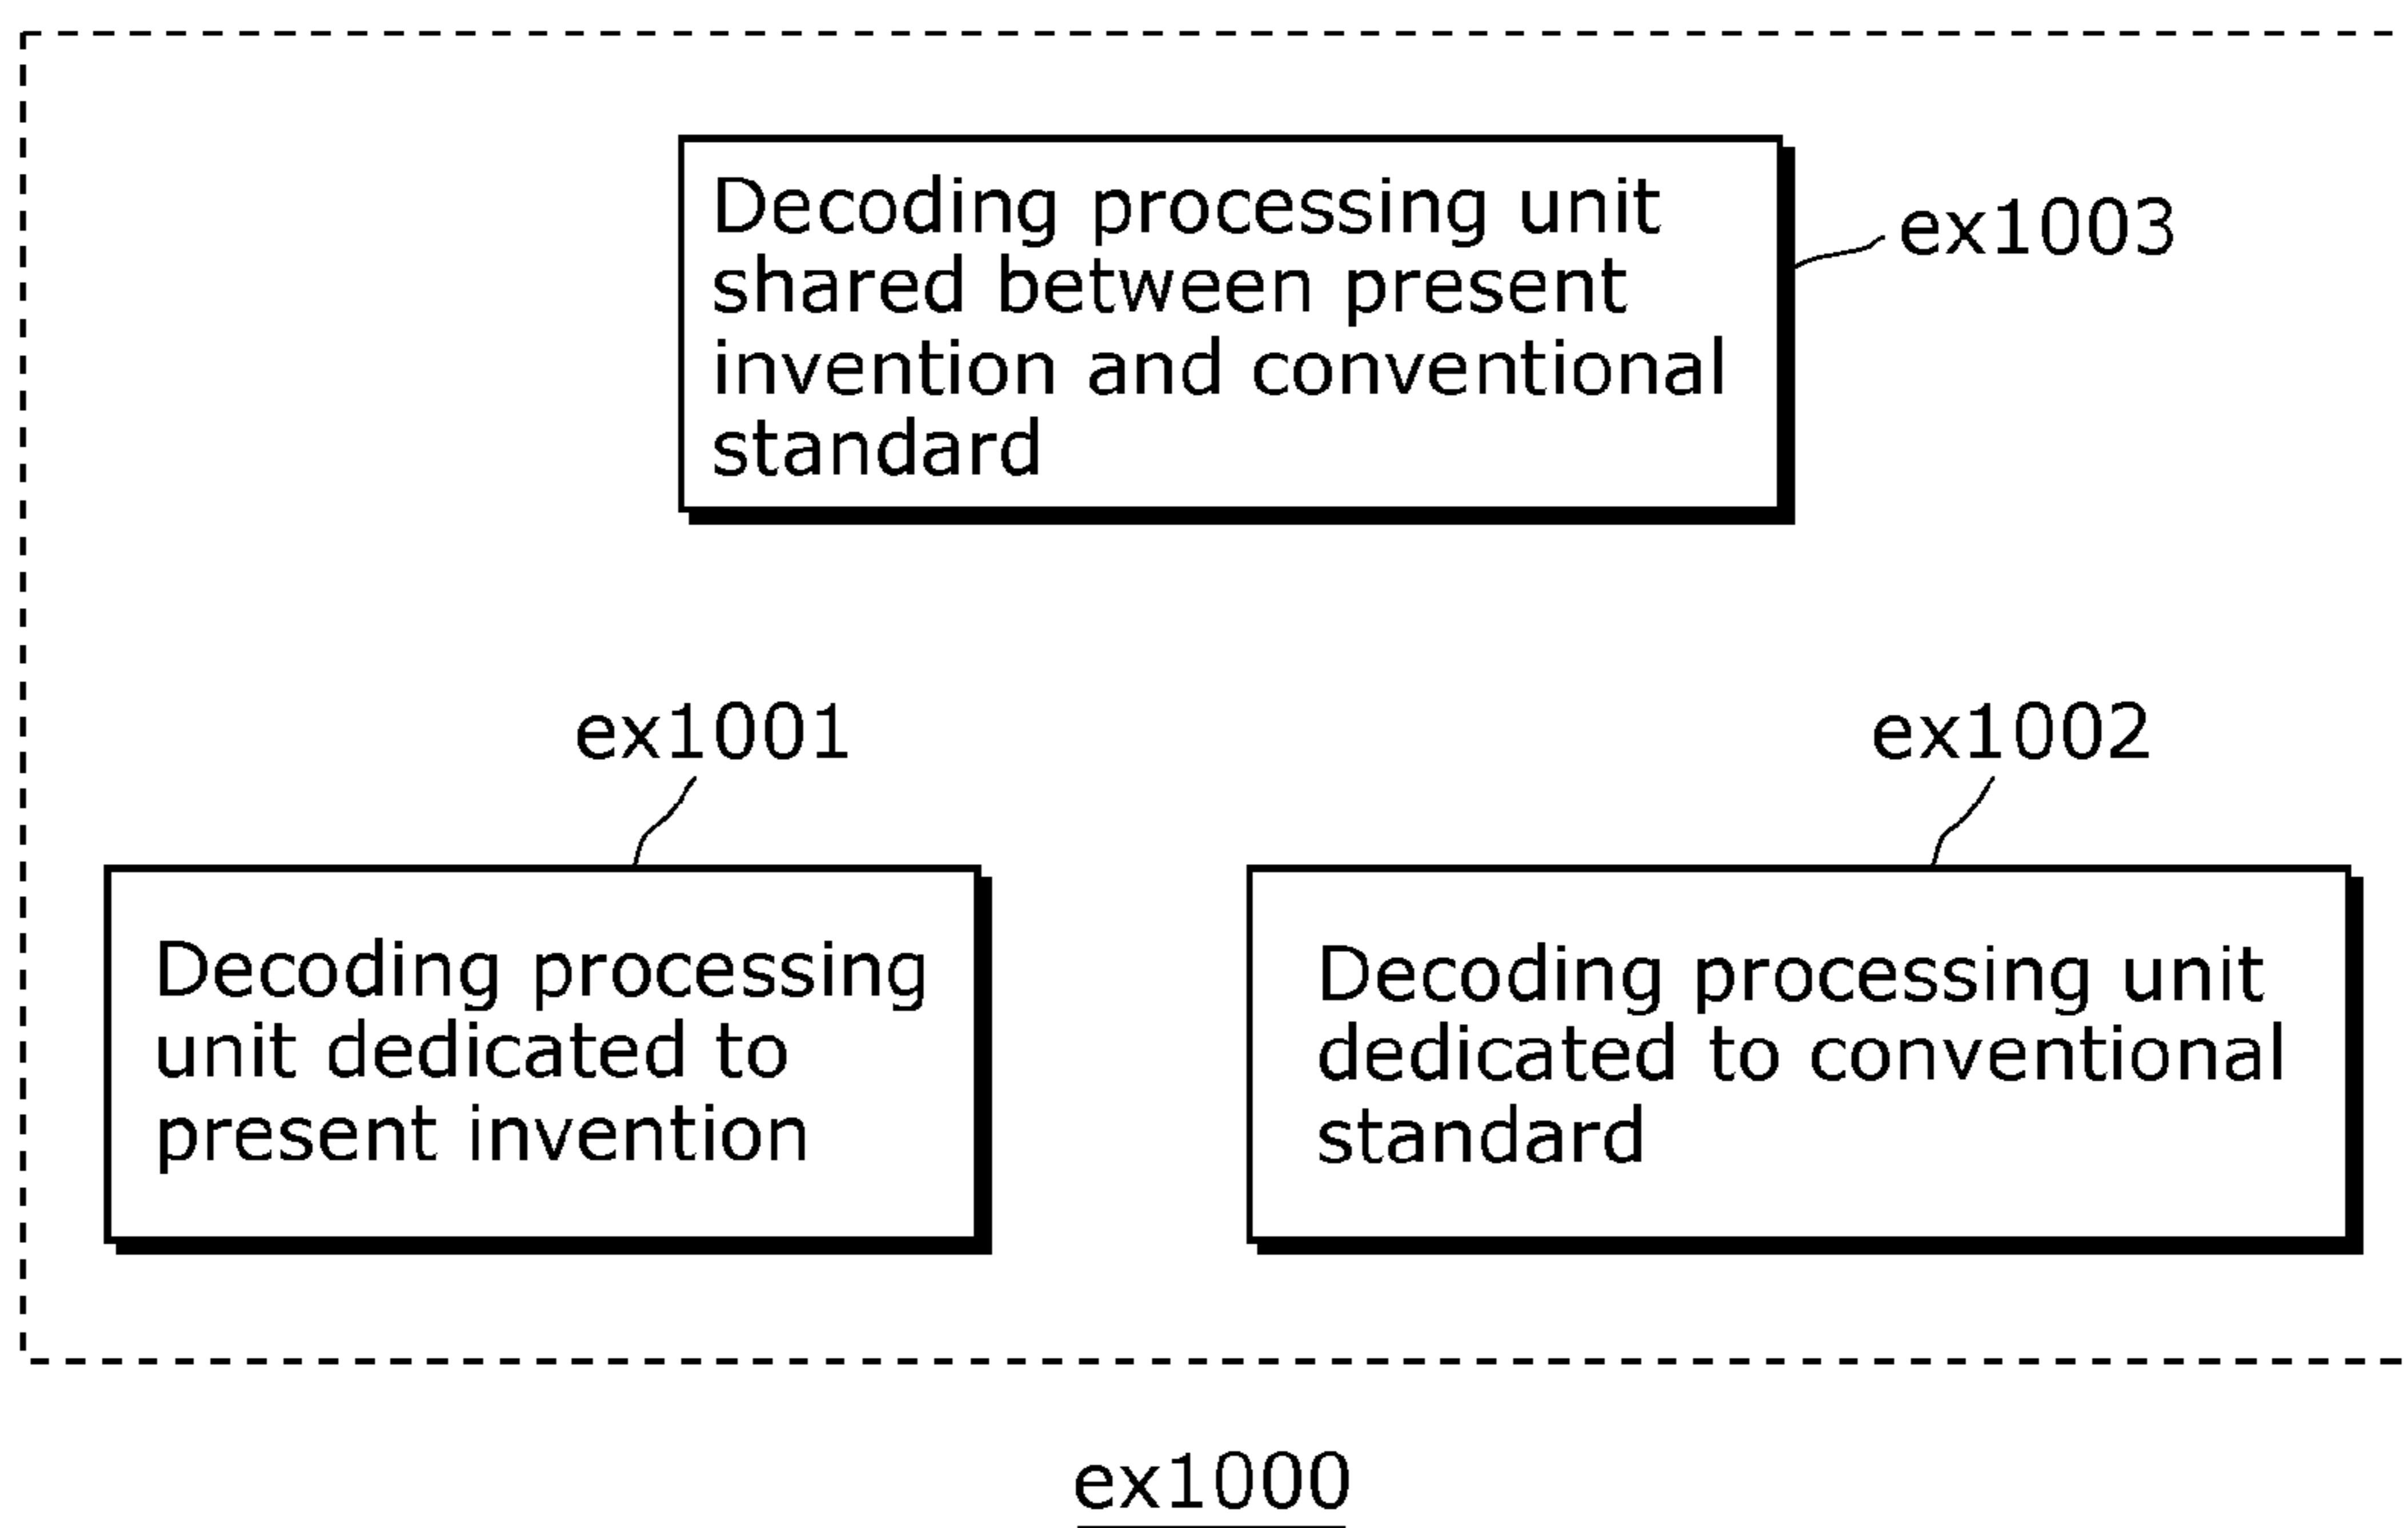 Decoding processing unit
shared between present
invention and conventional
standard
ex1003
ex1001
ex1002
Decoding processing
unit dedicated to
present invention
Decoding processing unit
dedicated to conventional
standard
ex1000